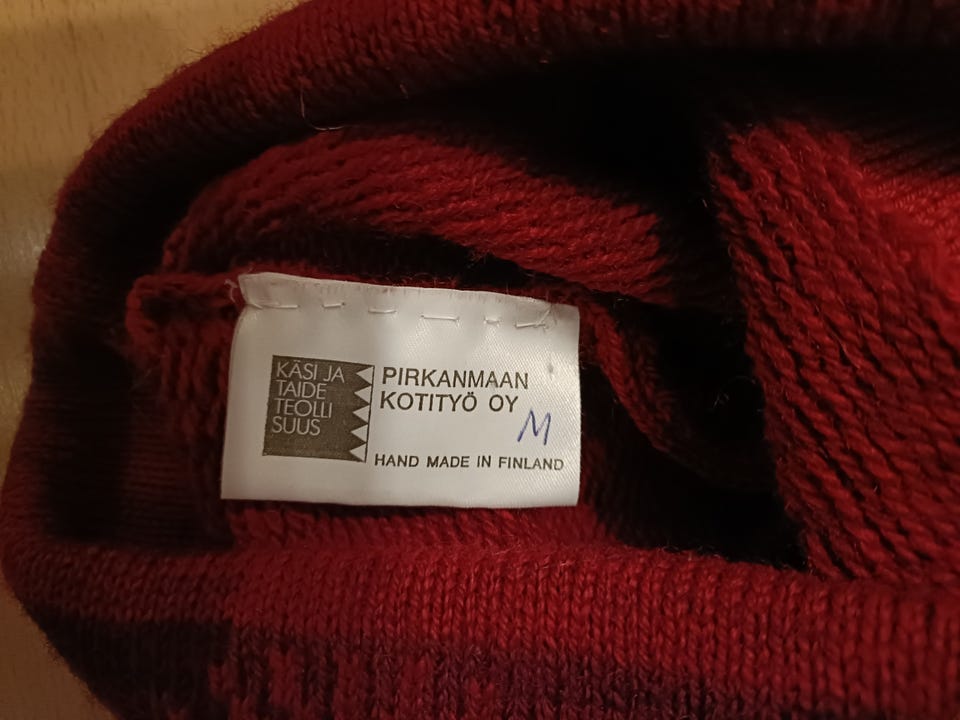 KÄSI JA
TAIDE
TEOLLI
SUUS
PIRKANMAAN
KOTITYÖ OY
M
HAND MADE IN FINLAND